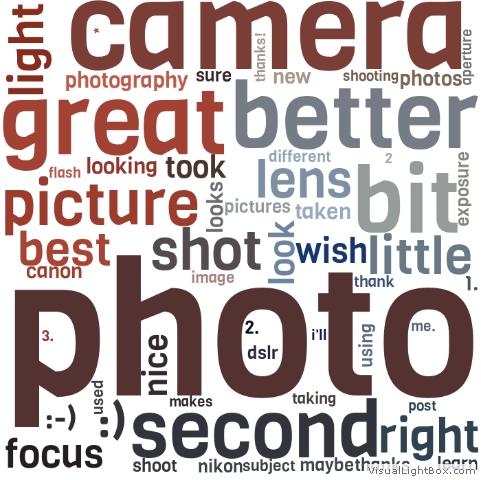 light
camera
*
thanks!
aperture
photography
sure
new
shooting
photos
great
better
flash
looking
took
different
2
lens
bit
exposure
picture
looks
pictures
taken
best
canon
shot
look
wish
little
image
thank
1.
photo
3.
nice
2.
dslr
i'll
using
me.
used
makes
taking
post
:-)
:)
second
right
focus
shoot
nikon
subject
maybe
thanks
learn
VisualLightBox.com